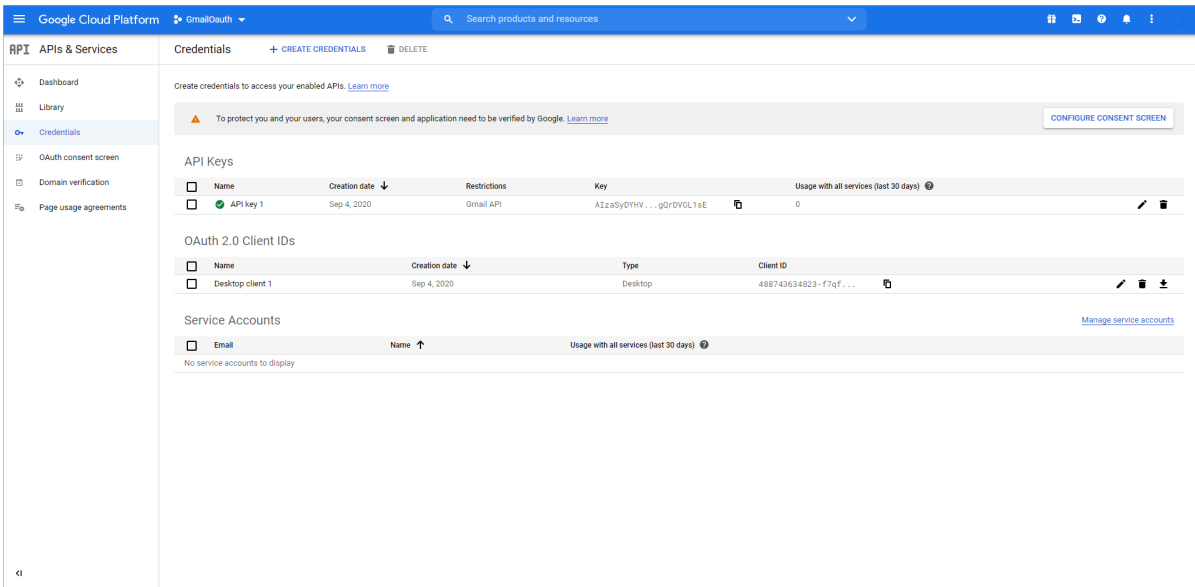 Google Cloud Platform GmailOauth Search products and resources
API APIs & Services
Credentials + CREATE CREDENTIALS DELETE
Dashboard
Library
Credentials
OAuth consent screen
Domain verification
Page usage agreements
Create credentials to access your enabled APIs. Learn more
To protect you and your users, your consent screen and application need to be verified by Google. Learn more CONFIGURE CONSENT SCREEN
API Keys
Name Creation date Restrictions Key Usage with all services (last 30 days)
API key 1 Sep 4, 2020 Gmail API AIzaSyDYHV...gQrDVGL1sE 0
OAuth 2.0 Client IDs
Name Creation date Type Client ID
Desktop client 1 Sep 4, 2020 Desktop 488743634823-f7qf...
Service Accounts Manage service accounts
Email Name Usage with all services (last 30 days)
No service accounts to display